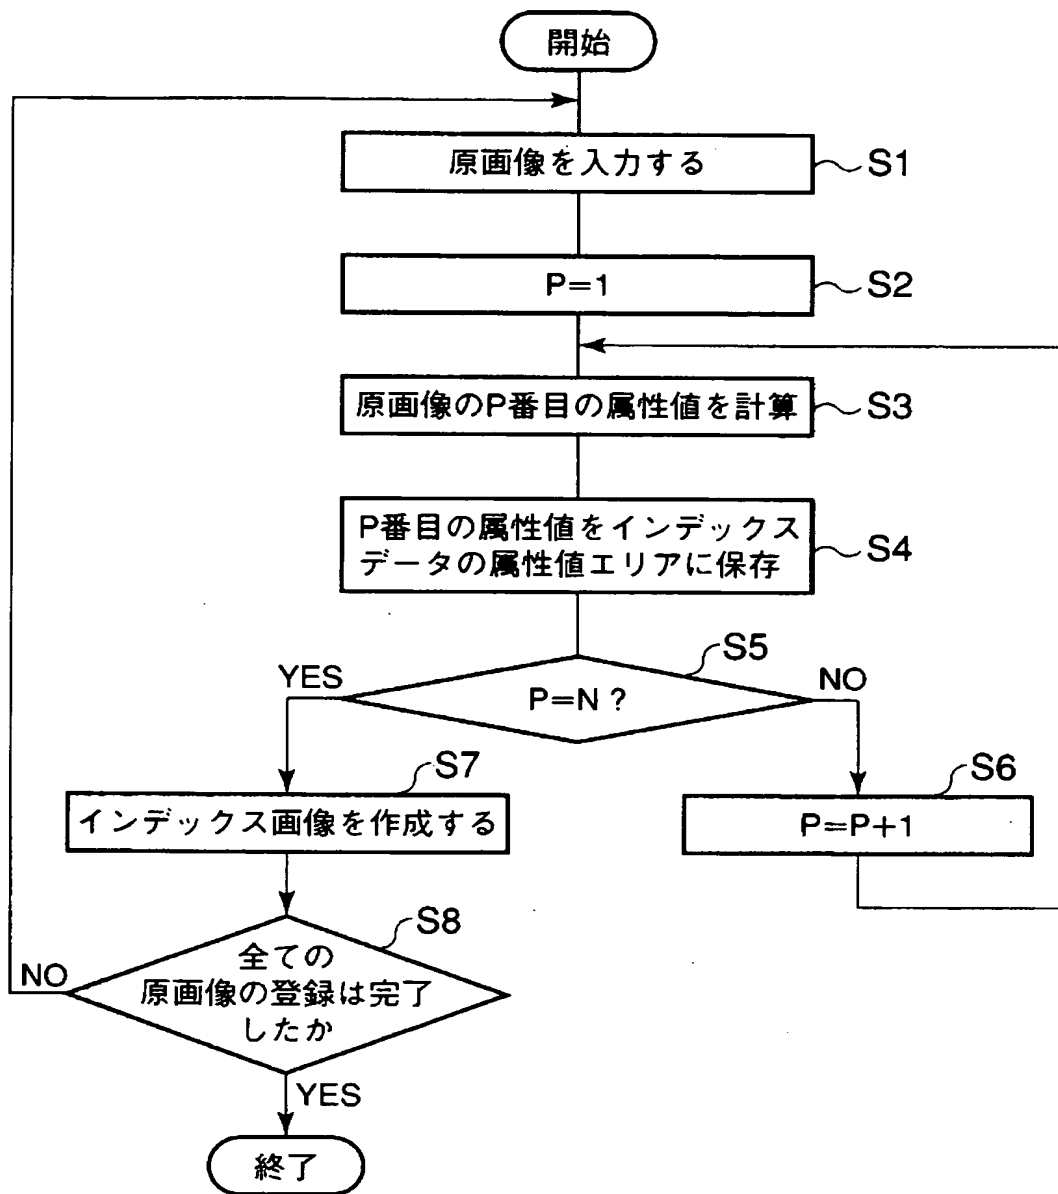 開始
原画像を入力する
S1
P=1
S2
原画像のP番目の属性値を計算
S3
P番目の属性値をインデックス
データの属性値エリアに保存
S4
S5
YES
P=N?
NO
S7
インデックス画像を作成する
S6
P=P+1
S8
全ての
原画像の登録は完了
したか
NO
YES
終了